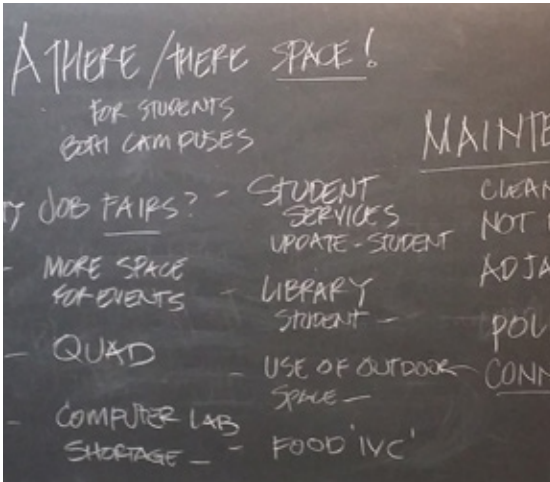 A THERE / THERE SPACE!
FOR STUDENTS
BOTH CAMPUSES
JOB FAIRS?
- MORE SPACE
FOR EVENTS
- QUAD
- COMPUTER LAB
SHORTAGE -
- STUDENT
SERVICES
UPDATE - STUDENT
- LIBRARY
STUDENT -
- USE OF OUTDOOR
SPACE -
- FOOD 'IVC'
MAINTE
CLEAN
NOT
ADJA
POL
CONN